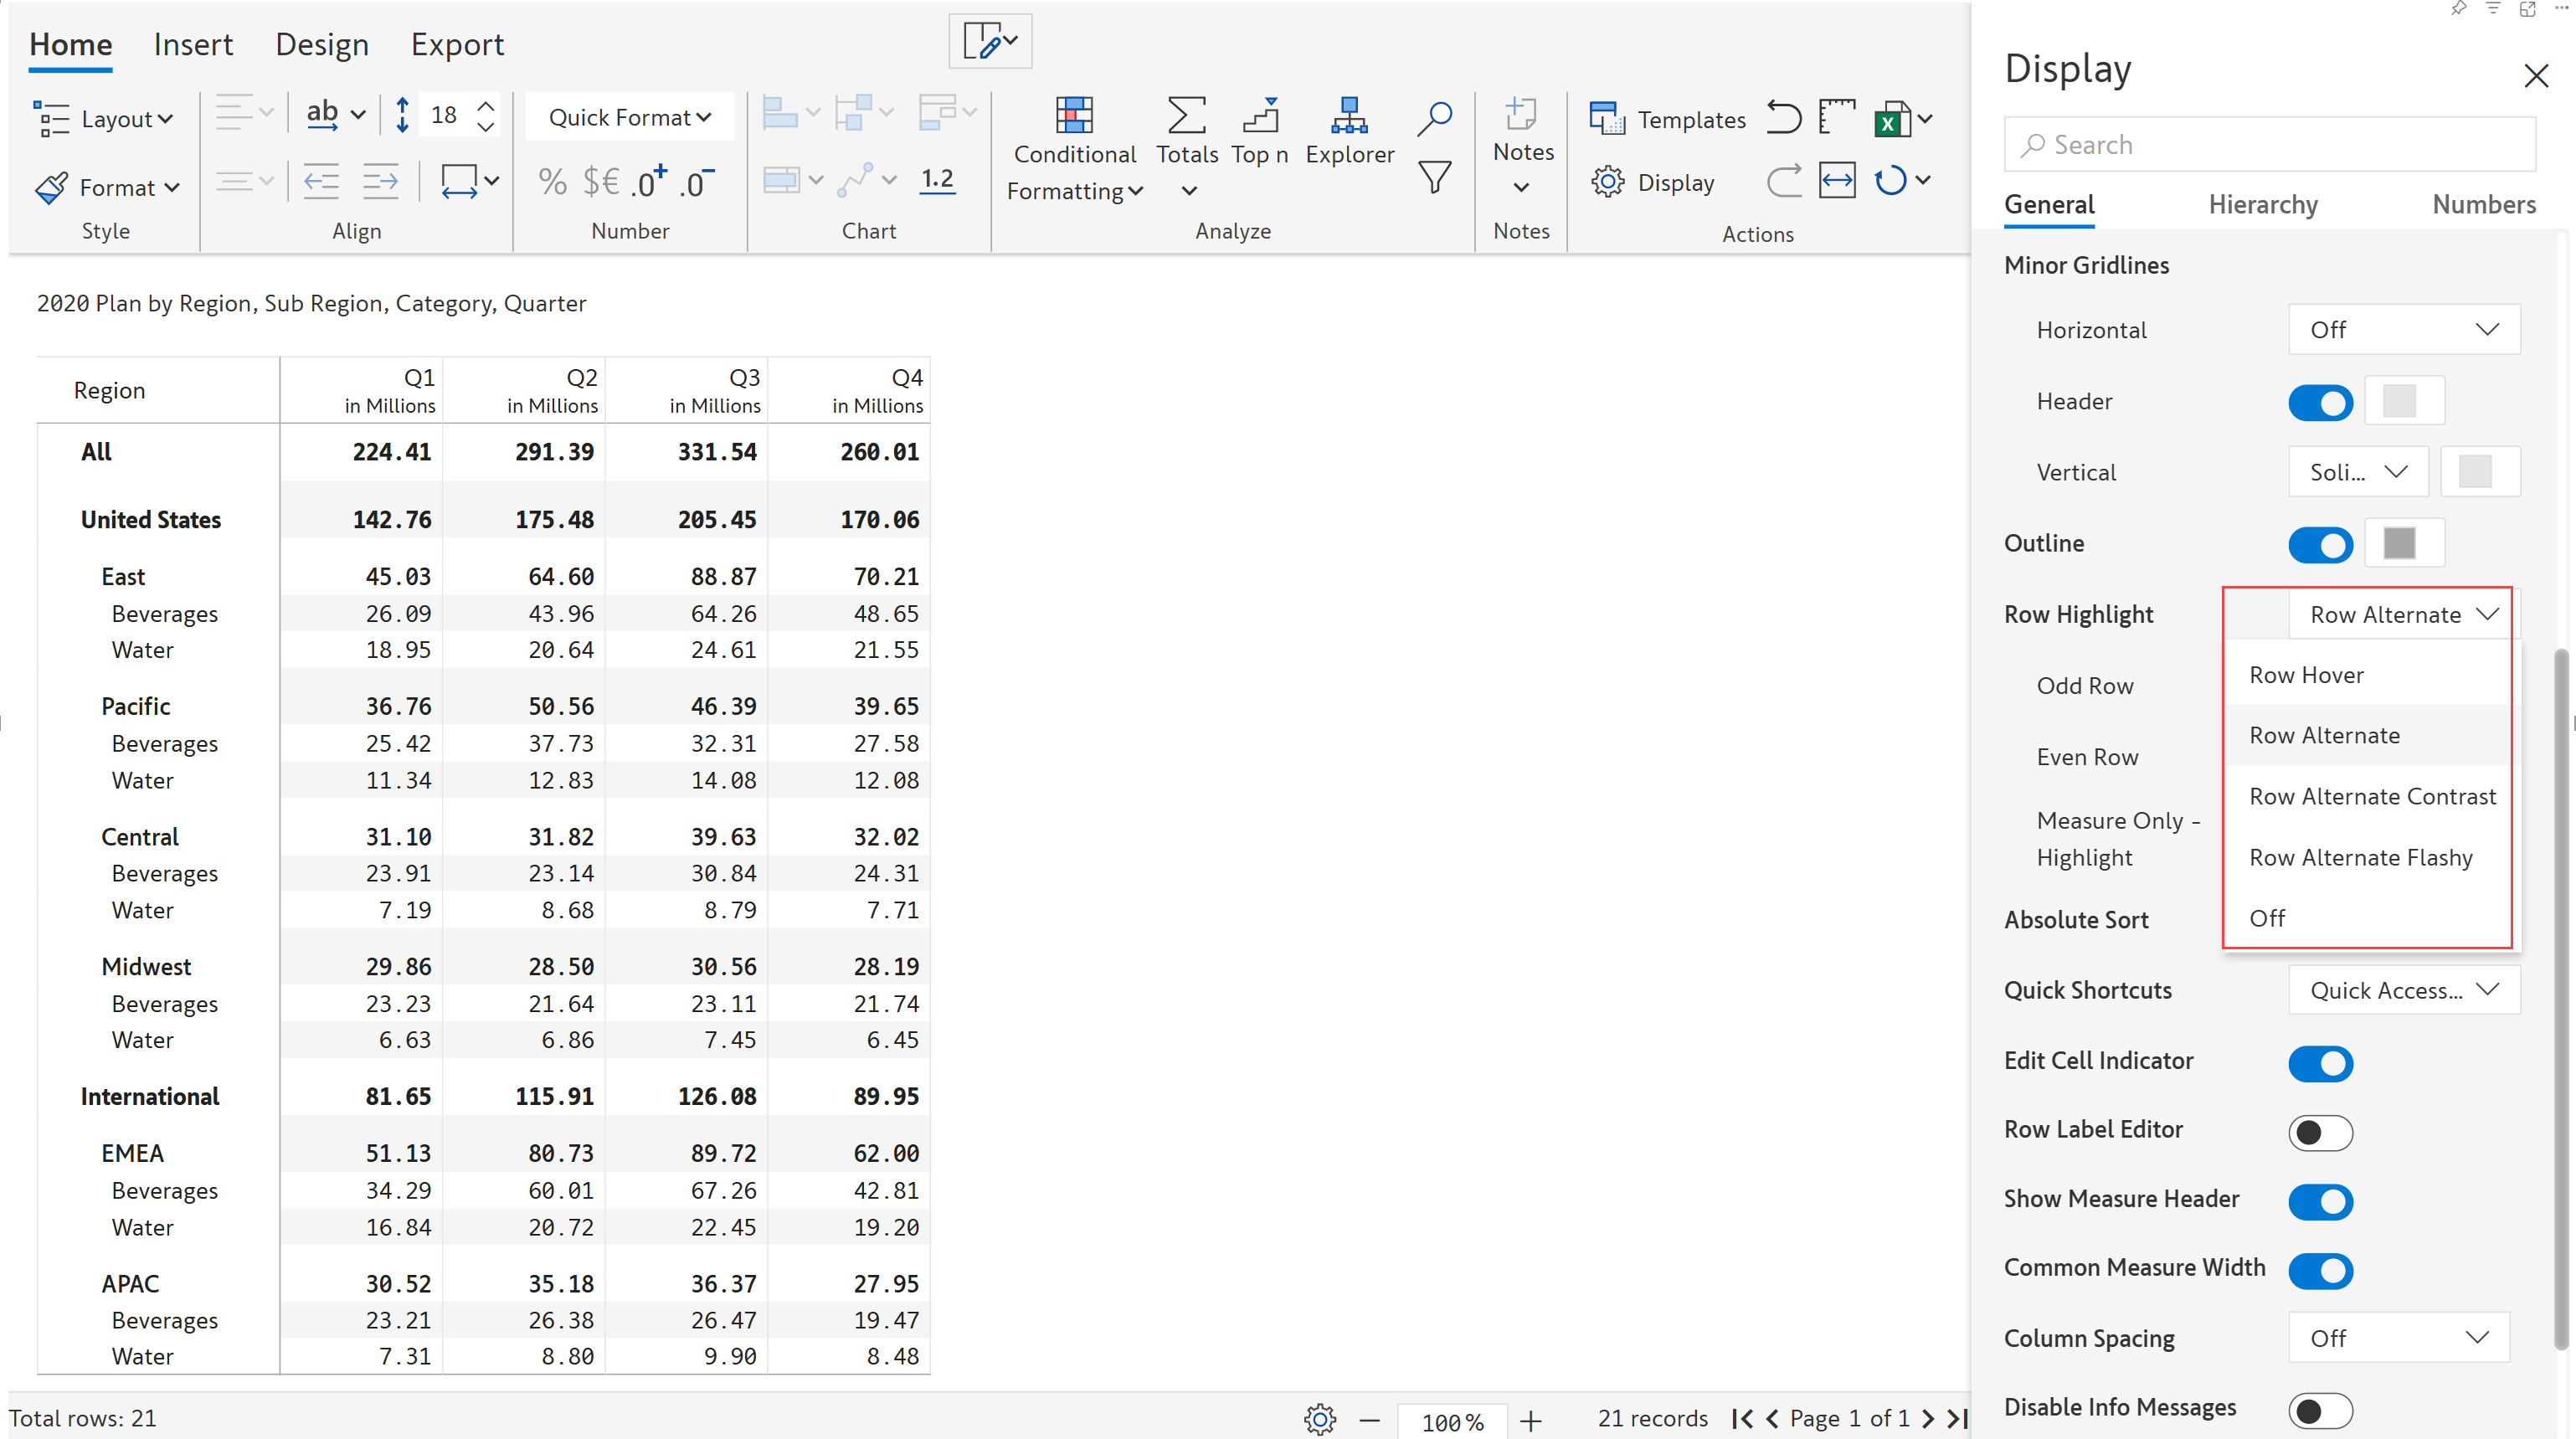 Home Insert Design Export
Layout
ab
18
Quick Format
Format
% $€ .0+ .0-
1.2
Conditional
Formatting
Totals
Top n
Explorer
Notes
Templates
Display
Style
Align
Number
Chart
Analyze
Notes
Actions
2020 Plan by Region, Sub Region, Category, Quarter
Region Q1 Q2 Q3 Q4
in Millions in Millions in Millions in Millions
All 224.41 291.39 331.54 260.01
United States 142.76 175.48 205.45 170.06
East 45.03 64.60 88.87 70.21
Beverages 26.09 43.96 64.26 48.65
Water 18.95 20.64 24.61 21.55
Pacific 36.76 50.56 46.39 39.65
Beverages 25.42 37.73 32.31 27.58
Water 11.34 12.83 14.08 12.08
Central 31.10 31.82 39.63 32.02
Beverages 23.91 23.14 30.84 24.31
Water 7.19 8.68 8.79 7.71
Midwest 29.86 28.50 30.56 28.19
Beverages 23.23 21.64 23.11 21.74
Water 6.63 6.86 7.45 6.45
International 81.65 115.91 126.08 89.95
EMEA 51.13 80.73 89.72 62.00
Beverages 34.29 60.01 67.26 42.81
Water 16.84 20.72 22.45 19.20
APAC 30.52 35.18 36.37 27.95
Beverages 23.21 26.38 26.47 19.47
Water 7.31 8.80 9.90 8.48
Total rows: 21
100%
21 records
Page 1 of 1
Display
Search
General Hierarchy Numbers
Minor Gridlines
Horizontal Off
Header
Vertical Soli...
Outline
Row Highlight Row Alternate
Row Hover
Odd Row
Row Alternate
Even Row
Row Alternate Contrast
Measure Only -
Highlight
Row Alternate Flashy
Absolute Sort
Off
Quick Shortcuts Quick Access...
Edit Cell Indicator
Row Label Editor
Show Measure Header
Common Measure Width
Column Spacing Off
Disable Info Messages